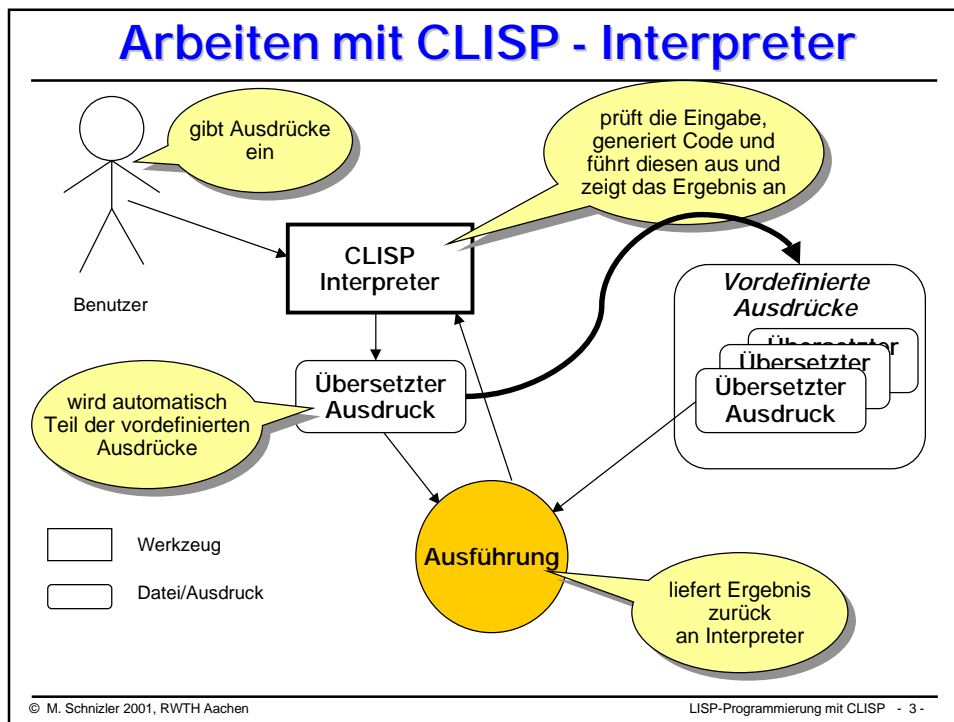 Arbeiten mit CLISP - Interpreter
gibt Ausdrücke
ein
prüft die Eingabe,
generiert Code und
führt diesen aus und
zeigt das Ergebnis an
CLISP
Interpreter
Benutzer
Vordefinierte
Ausdrücke
Übersetzter
Übersetzter
Übersetzter
Ausdruck
Übersetzter
Ausdruck
wird automatisch
Teil der vordefinierten
Ausdrücke
Ausführung
Werkzeug
Datei/Ausdruck
liefert Ergebnis
zurück
an Interpreter
© M. Schnizler 2001, RWTH Aachen
LISP-Programmierung mit CLISP - 3 -